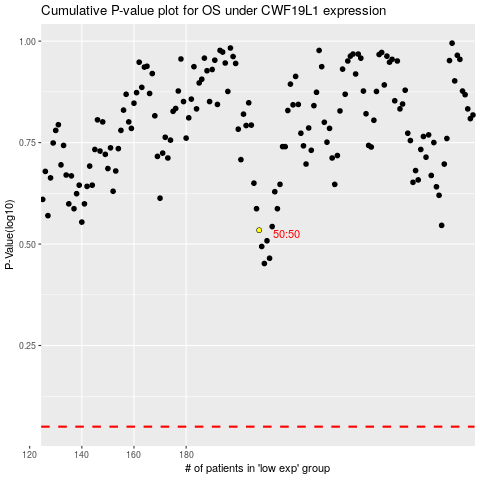 Cumulative P-value plot for OS under CWF19L1 expression
P-Value(log10)
1.00
0.75
0.50
0.25
50:50
120 140 160 180
# of patients in 'low exp' group